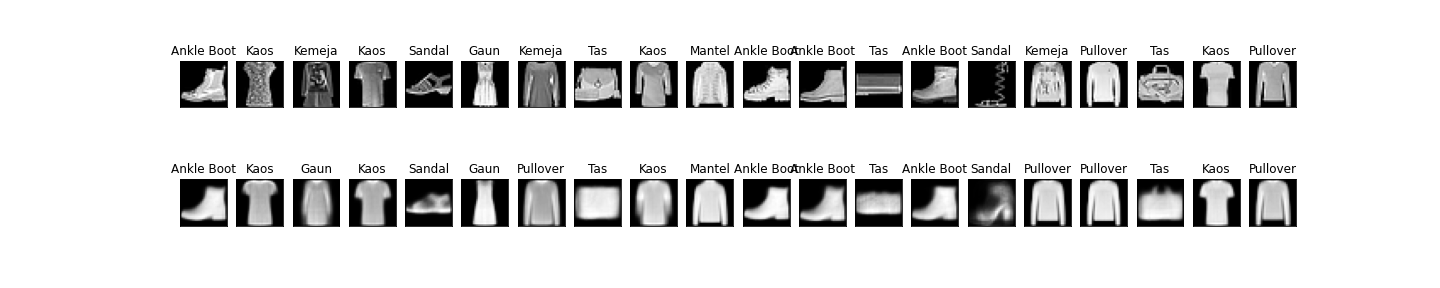 Ankle Boot Kaos Kemeja Kaos Sandal Gaun Kemeja Tas Kaos Mantel Ankle Boot Ankle Boot Tas Ankle Boot Sandal Kemeja Pullover Tas Kaos Pullover
Ankle Boot Kaos Gaun Kaos Sandal Gaun Pullover Tas Kaos Mantel Ankle Boot Ankle Boot Tas Ankle Boot Sandal Pullover Pullover Tas Kaos Pullover